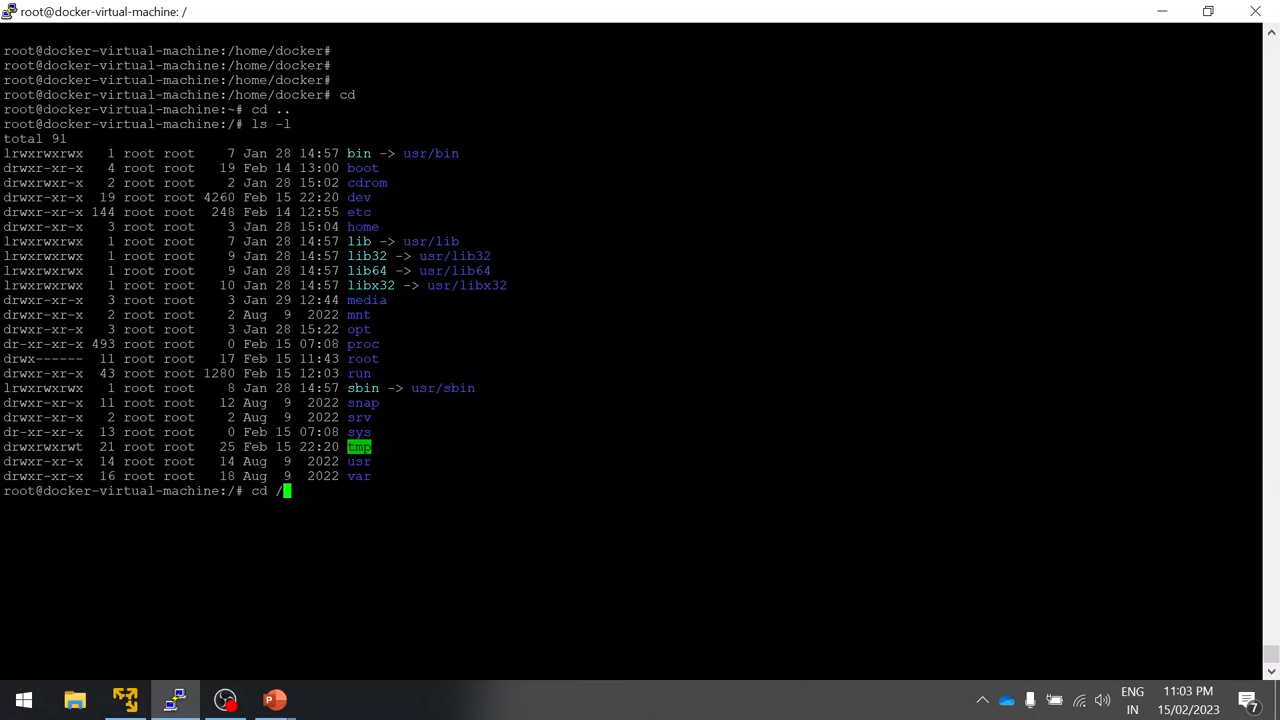 root@docker-virtual-machine: /
root@docker-virtual-machine:/home/docker#
root@docker-virtual-machine:/home/docker#
root@docker-virtual-machine:/home/docker#
root@docker-virtual-machine:/home/docker# cd
root@docker-virtual-machine:~# cd ..
root@docker-virtual-machine:/# ls -l
total 91
lrwxrwxrwx   1 root root    7 Jan 28 14:57 bin -> usr/bin
drwxr-xr-x   4 root root   19 Feb 14 13:00 boot
drwxr-xr-x   2 root root    2 Jan 28 15:02 cdrom
drwxr-xr-x  19 root root 4260 Feb 15 22:20 dev
drwxr-xr-x 144 root root  248 Feb 14 12:55 etc
drwxr-xr-x   3 root root    3 Jan 28 15:04 home
lrwxrwxrwx   1 root root    7 Jan 28 14:57 lib -> usr/lib
lrwxrwxrwx   1 root root    9 Jan 28 14:57 lib32 -> usr/lib32
lrwxrwxrwx   1 root root    9 Jan 28 14:57 lib64 -> usr/lib64
lrwxrwxrwx   1 root root   10 Jan 28 14:57 libx32 -> usr/libx32
drwxr-xr-x   3 root root    3 Jan 29 12:44 media
drwxr-xr-x   2 root root    2 Aug  9  2022 mnt
drwxr-xr-x   3 root root    3 Jan 28 15:22 opt
dr-xr-xr-x 493 root root    0 Feb 15 07:08 proc
drwx------  11 root root   17 Feb 15 11:43 root
drwxr-xr-x  43 root root 1280 Feb 15 12:03 run
lrwxrwxrwx   1 root root    8 Jan 28 14:57 sbin -> usr/sbin
drwxr-xr-x  11 root root   12 Aug  9  2022 snap
drwxr-xr-x   2 root root    2 Aug  9  2022 srv
dr-xr-xr-x  13 root root    0 Feb 15 07:08 sys
drwxrwxrwt  21 root root   25 Feb 15 22:20 tmp
drwxr-xr-x  14 root root   14 Aug  9  2022 usr
drwxr-xr-x  16 root root   18 Aug  9  2022 var
root@docker-virtual-machine:/# cd /
ENG
IN
11:03 PM
15/02/2023
7